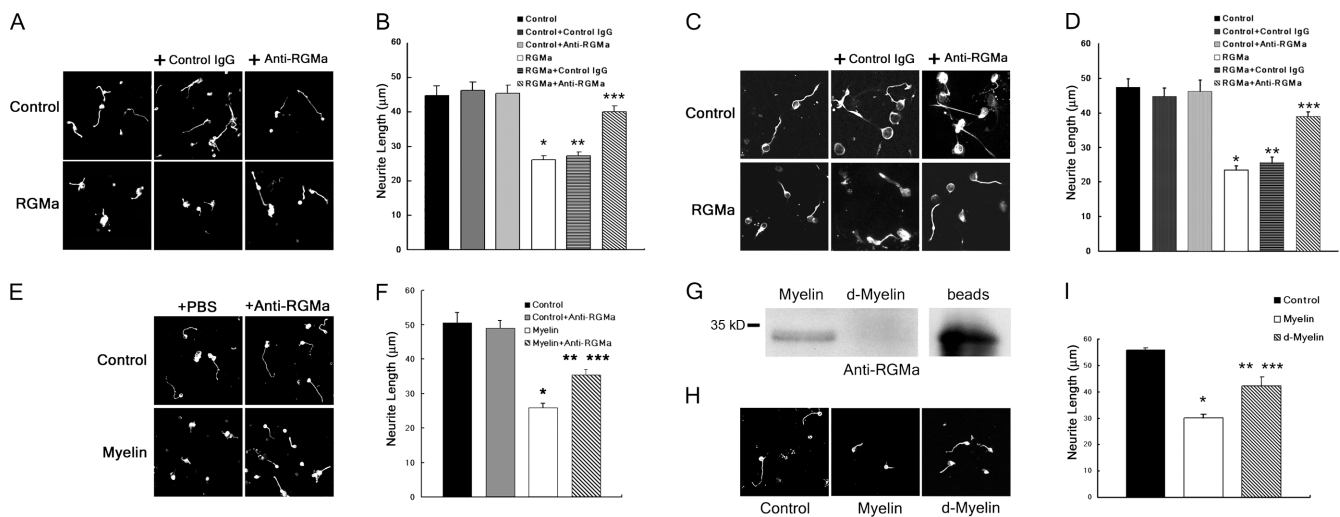 A
+ Control IgG
+ Anti-RGMa
Control
RGMa
B
Control
Control+Control IgG
Control+Anti-RGMa
RGMa
RGMa+Control IgG
RGMa+Anti-RGMa
Neurite Length (μm)
60
50
40
30
20
10
0
*
**
***
C
+ Control IgG
+ Anti-RGMa
Control
RGMa
D
Control
Control+Control IgG
Control+Anti-RGMa
RGMa
RGMa+Control IgG
RGMa+Anti-RGMa
Neurite Length (μm)
60
50
40
30
20
10
0
*
**
***
E
+PBS
+Anti-RGMa
Control
Myelin
F
Control
Control+Anti-RGMa
Myelin
Myelin+Anti-RGMa
Neurite Length (μm)
60
50
40
30
20
10
0
*
** ***
G
Myelin d-Myelin beads
35 kD
Anti-RGMa
H
Control Myelin d-Myelin
I
Control
Myelin
d-Myelin
Neurite Length (μm)
60
50
40
30
20
10
0
*
** ***